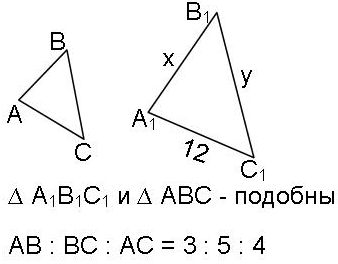 B
A
C
B₁
x
y
A₁
12
C₁
Δ A₁B₁C₁ и Δ ABC - подобны
AB : BC : AC = 3 : 5 : 4